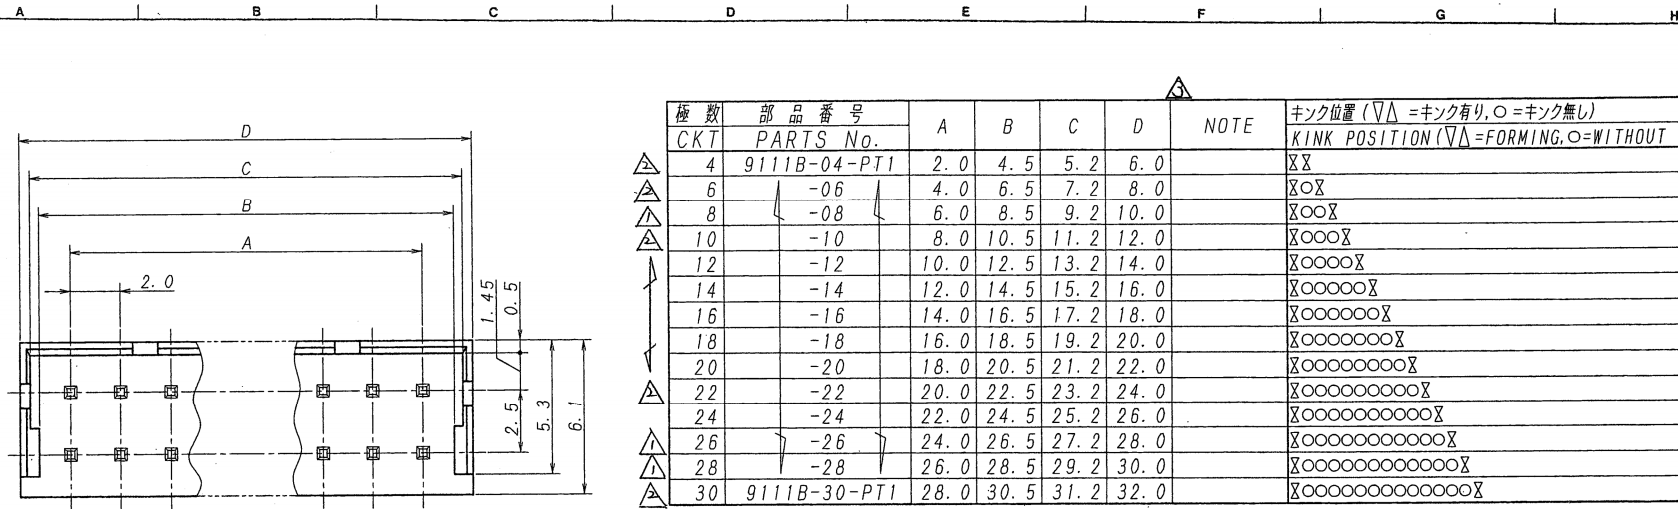 A B C D E F G H
3
極数 部品番号 A B C D NOTE キンク位置 (▽△ =キンク有り,○ =キンク無し)
CKT PARTS No. KINK POSITION(▽△=FORMING,○=WITHOUT
2 4 9111B-04-PT1 2.0 4.5 5.2 6.0
2 6 -06 4.0 6.5 7.2 8.0 ○
1 8 -08 6.0 8.5 9.2 10.0 ○○
2 10 -10 8.0 10.5 11.2 12.0 ○○○
12 -12 10.0 12.5 13.2 14.0 ○○○○
14 -14 12.0 14.5 15.2 16.0 ○○○○○
16 -16 14.0 16.5 17.2 18.0 ○○○○○○
18 -18 16.0 18.5 19.2 20.0 ○○○○○○○
20 -20 18.0 20.5 21.2 22.0 ○○○○○○○○
2 22 -22 20.0 22.5 23.2 24.0 ○○○○○○○○○
24 -24 22.0 24.5 25.2 26.0 ○○○○○○○○○○
1 26 -26 24.0 26.5 27.2 28.0 ○○○○○○○○○○○
1 28 -28 26.0 28.5 29.2 30.0 ○○○○○○○○○○○○
2 30 9111B-30-PT1 28.0 30.5 31.2 32.0 ○○○○○○○○○○○○○
D
C
B
A
2.0
1.45
0.5
2.5
5.3
6.1